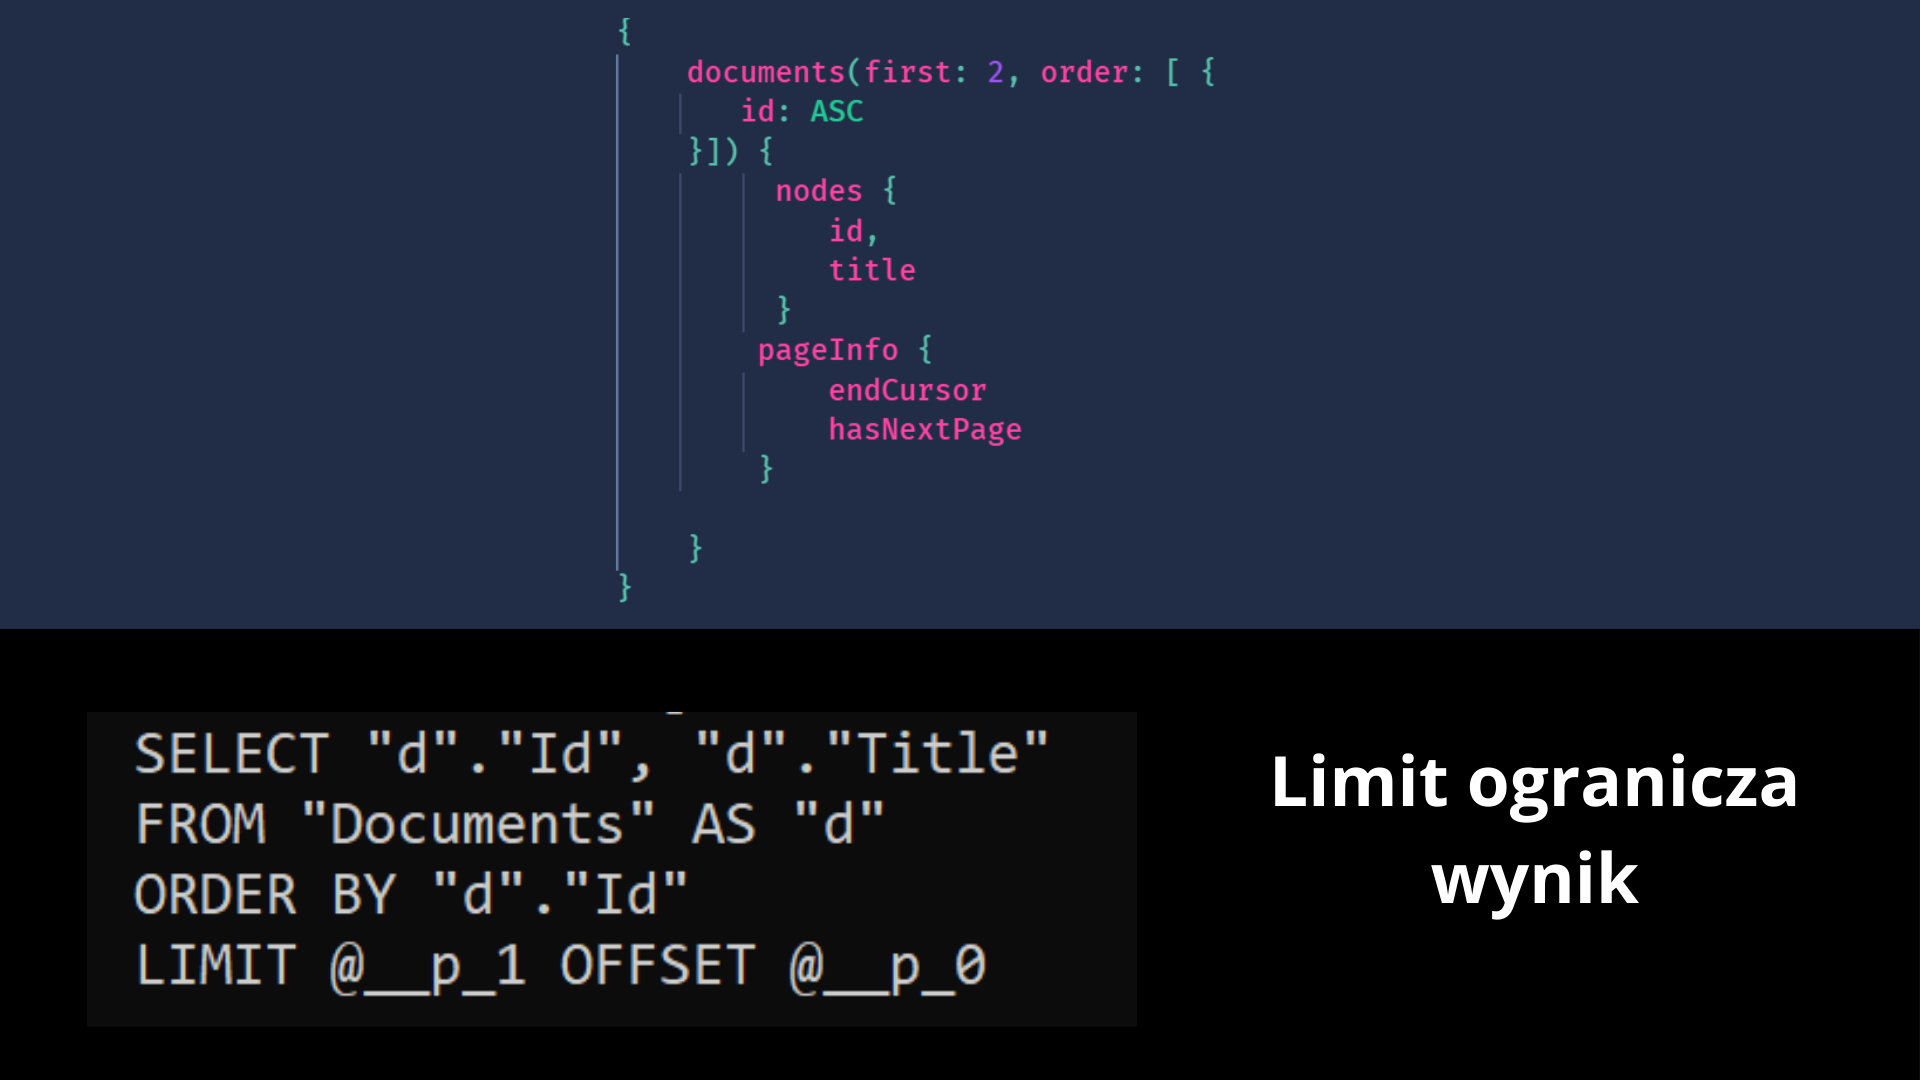 {
documents(first: 2, order: [ {
id: ASC
}]) {
nodes {
id,
title
}
pageInfo {
endCursor
hasNextPage
}
}
}
SELECT "d"."Id", "d"."Title"
FROM "Documents" AS "d"
ORDER BY "d"."Id"
LIMIT @__p_1 OFFSET @__p_0
Limit ogranicza
wynik